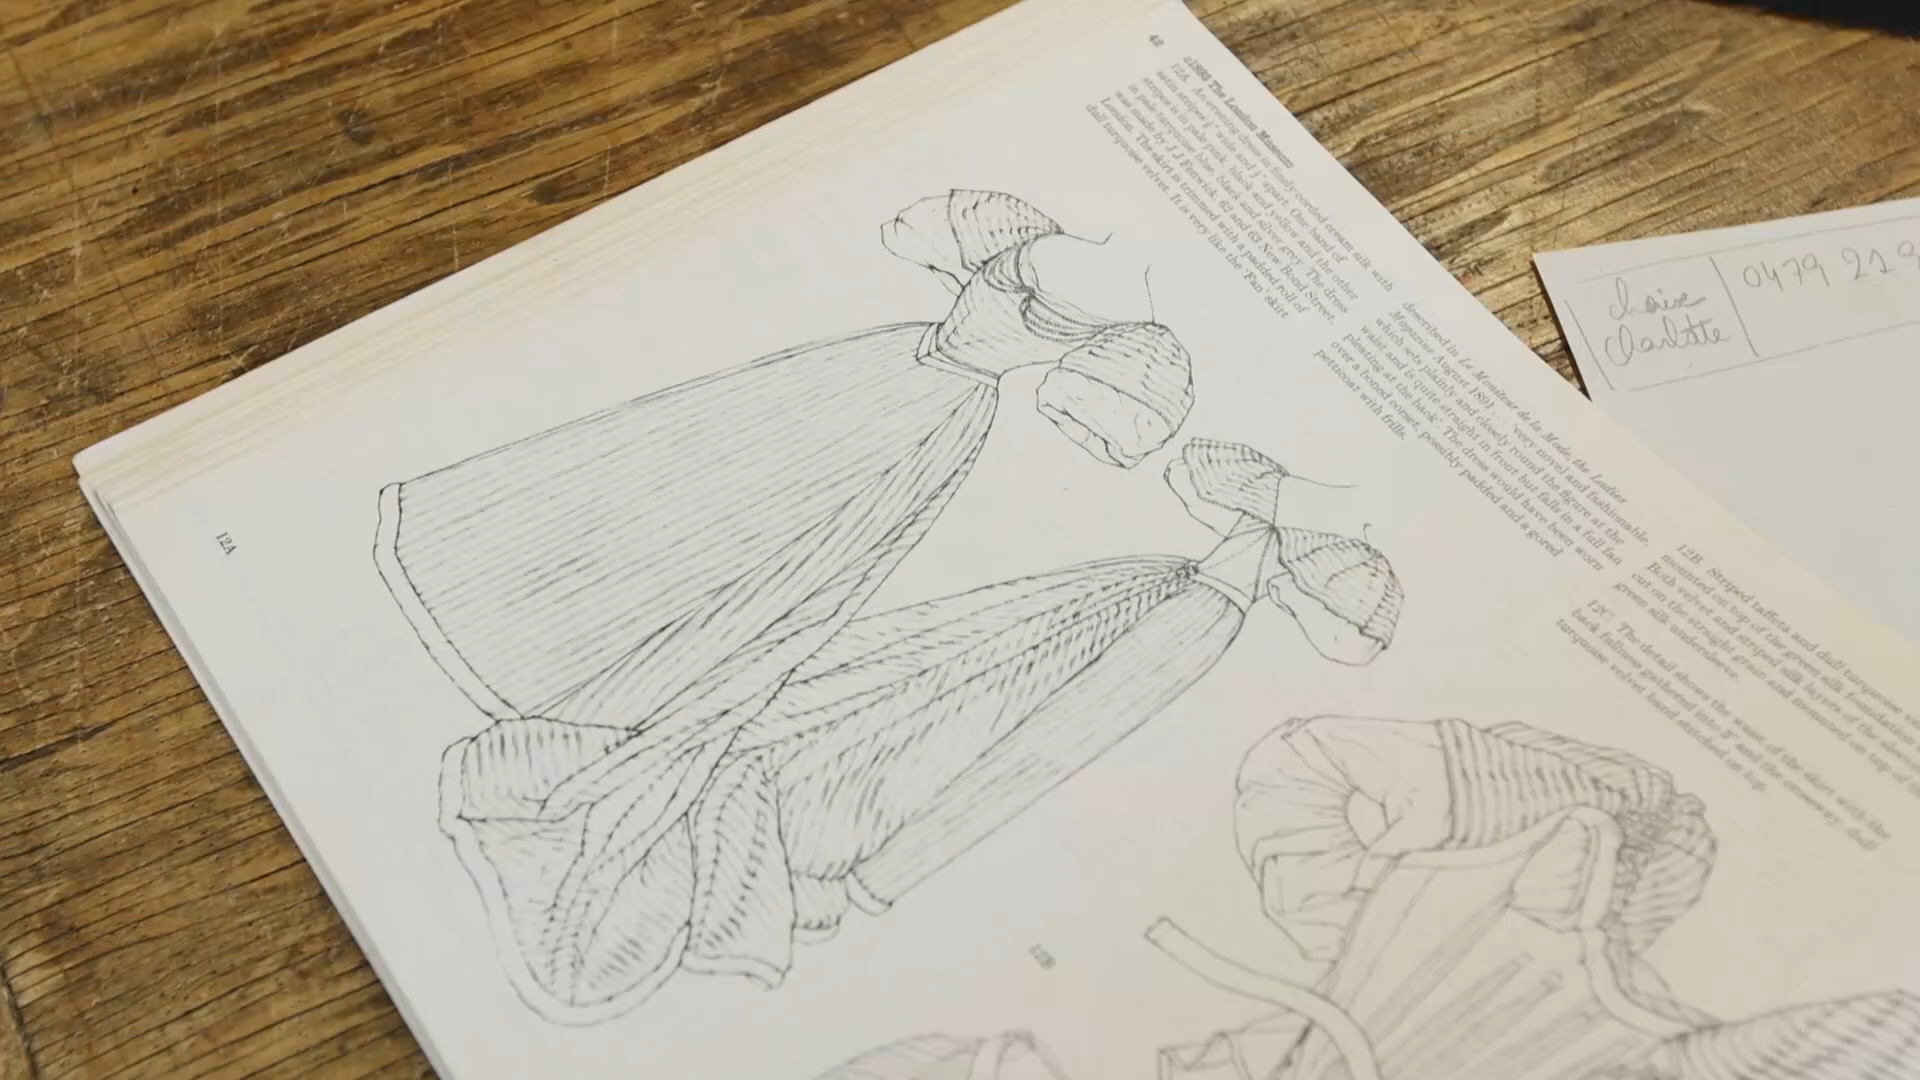 42
c1893 The London Museum
12A An evening dress in finely corded cream silk with
satin stripes ¼" wide and ¼" apart. One band of
stripes is in pale pink, black and yellow and the other
in pale turquoise blue, black and silver grey. The dress
was made by J J Fenwick, 62 and 63 New Bond Street,
London. The skirt is trimmed with a padded roll of
dull turquoise velvet. It is very like the 'Fan' skirt
described in Le Moniteur de la Mode, the Ladies
Magazine August 1891 'very novel and fashionable,
which sets plainly and closely round the figure at the
waist and is quite straight in front but falls in a full fan
pleating at the back'. The dress would have been worn
over a boned corset, possibly padded and a gored
petticoat with frills.
12B Striped taffeta and dull turquoise
mounted on top of the green silk foundation
Both velvet and striped silk layers of the
cut on the straight grain and mounted on top of
green silk undersleeve.
12C The detail shows the waist of the skirt with the
back fullness gathered into 3" and the dull
turquoise velvet band stitched on top.
12A
12B
Charlotte
0479 219